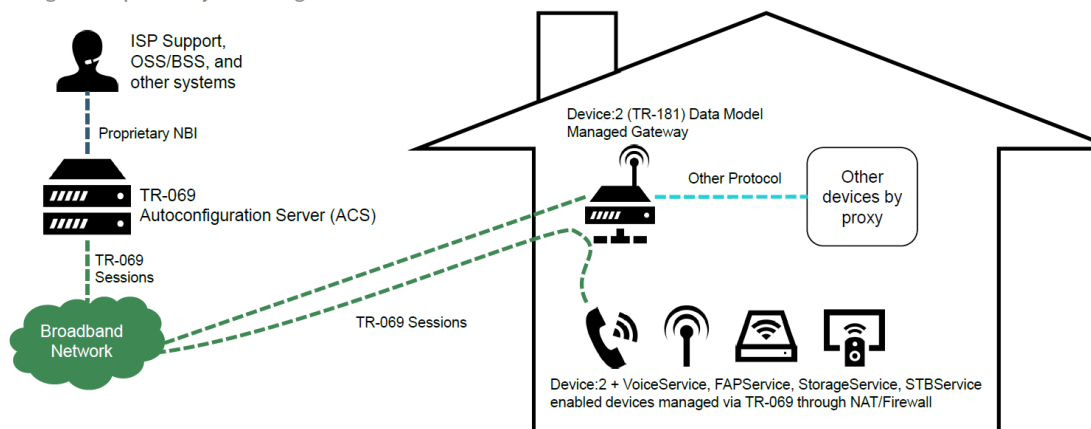 ISP Support,
OSS/BSS, and
other systems
Proprietary NBI
TR-069
Autoconfiguration Server (ACS)
TR-069
Sessions
Broadband
Network
TR-069 Sessions
Device:2 (TR-181) Data Model
Managed Gateway
Other Protocol
Other
devices by
proxy
Device:2 + VoiceService, FAPService, StorageService, STBService
enabled devices managed via TR-069 through NAT/Firewall